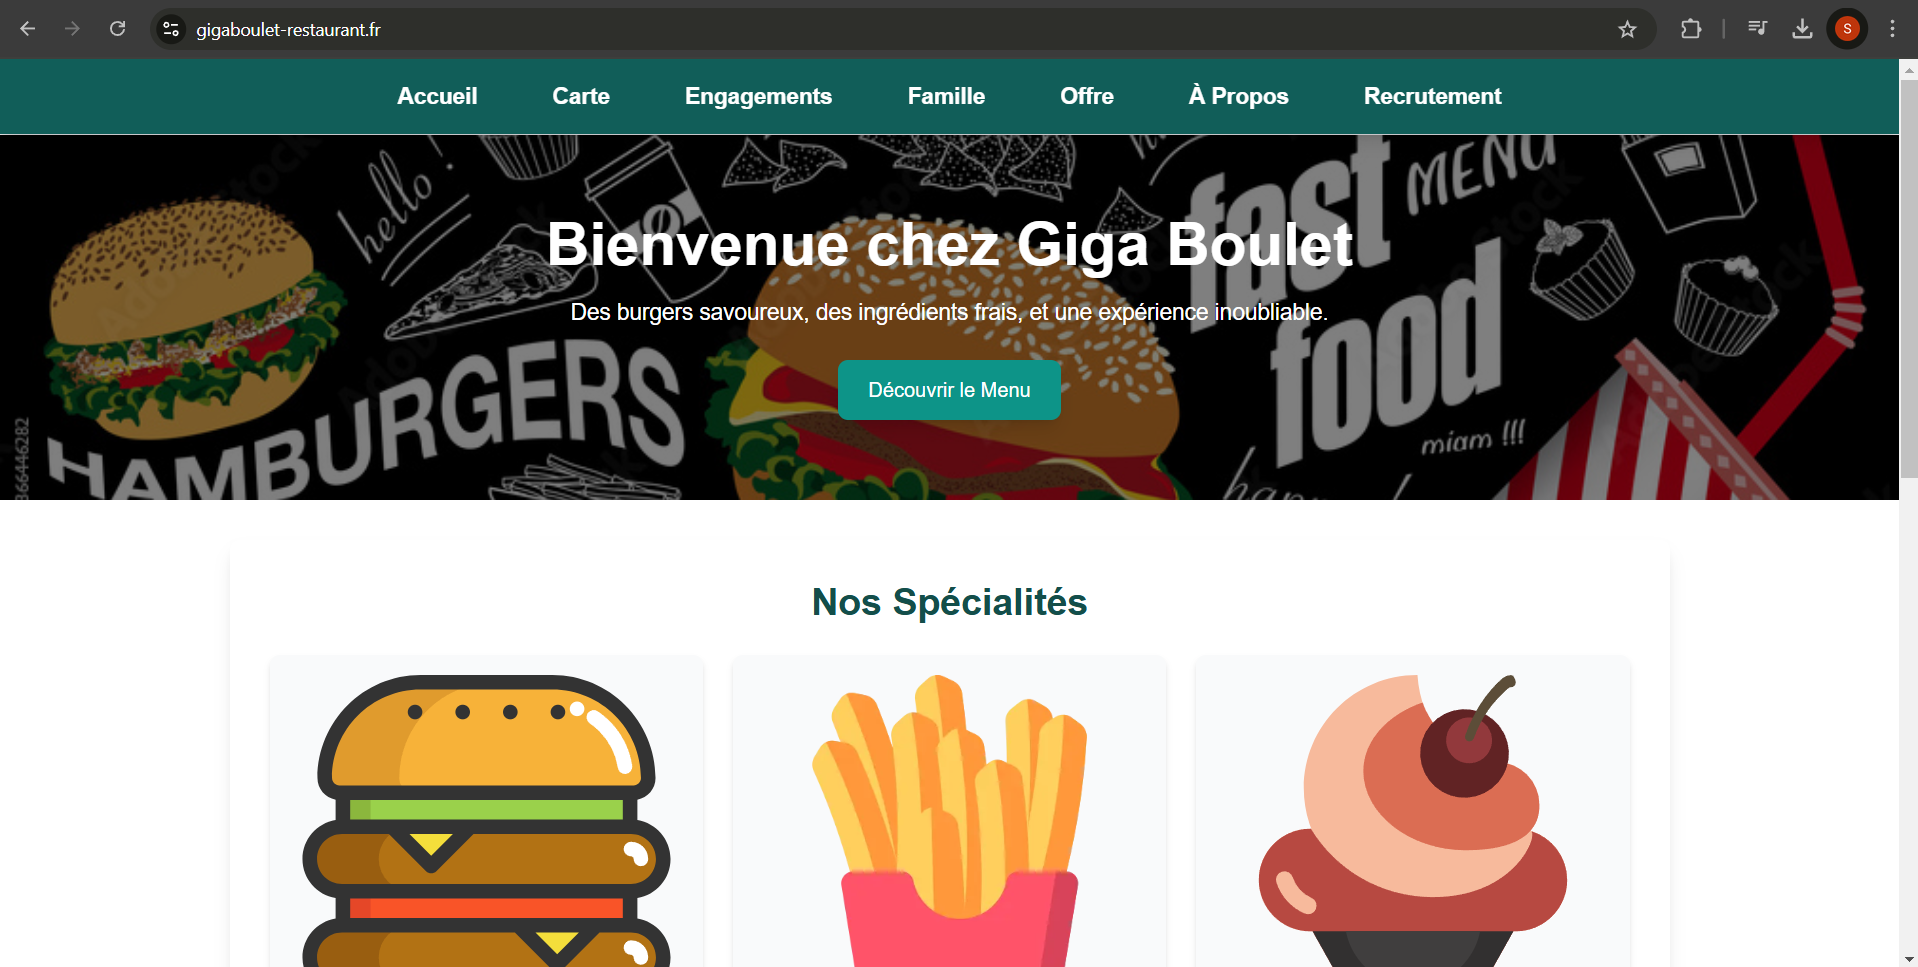 gigaboulet-restaurant.fr
S
Accueil Carte Engagements Famille Offre À Propos Recrutement
hello !
fast
MENU
food
miam !!!
HAMBURGERS
366446282
Bienvenue chez Giga Boulet
Des burgers savoureux, des ingrédients frais, et une expérience inoubliable.
Découvrir le Menu
Nos Spécialités